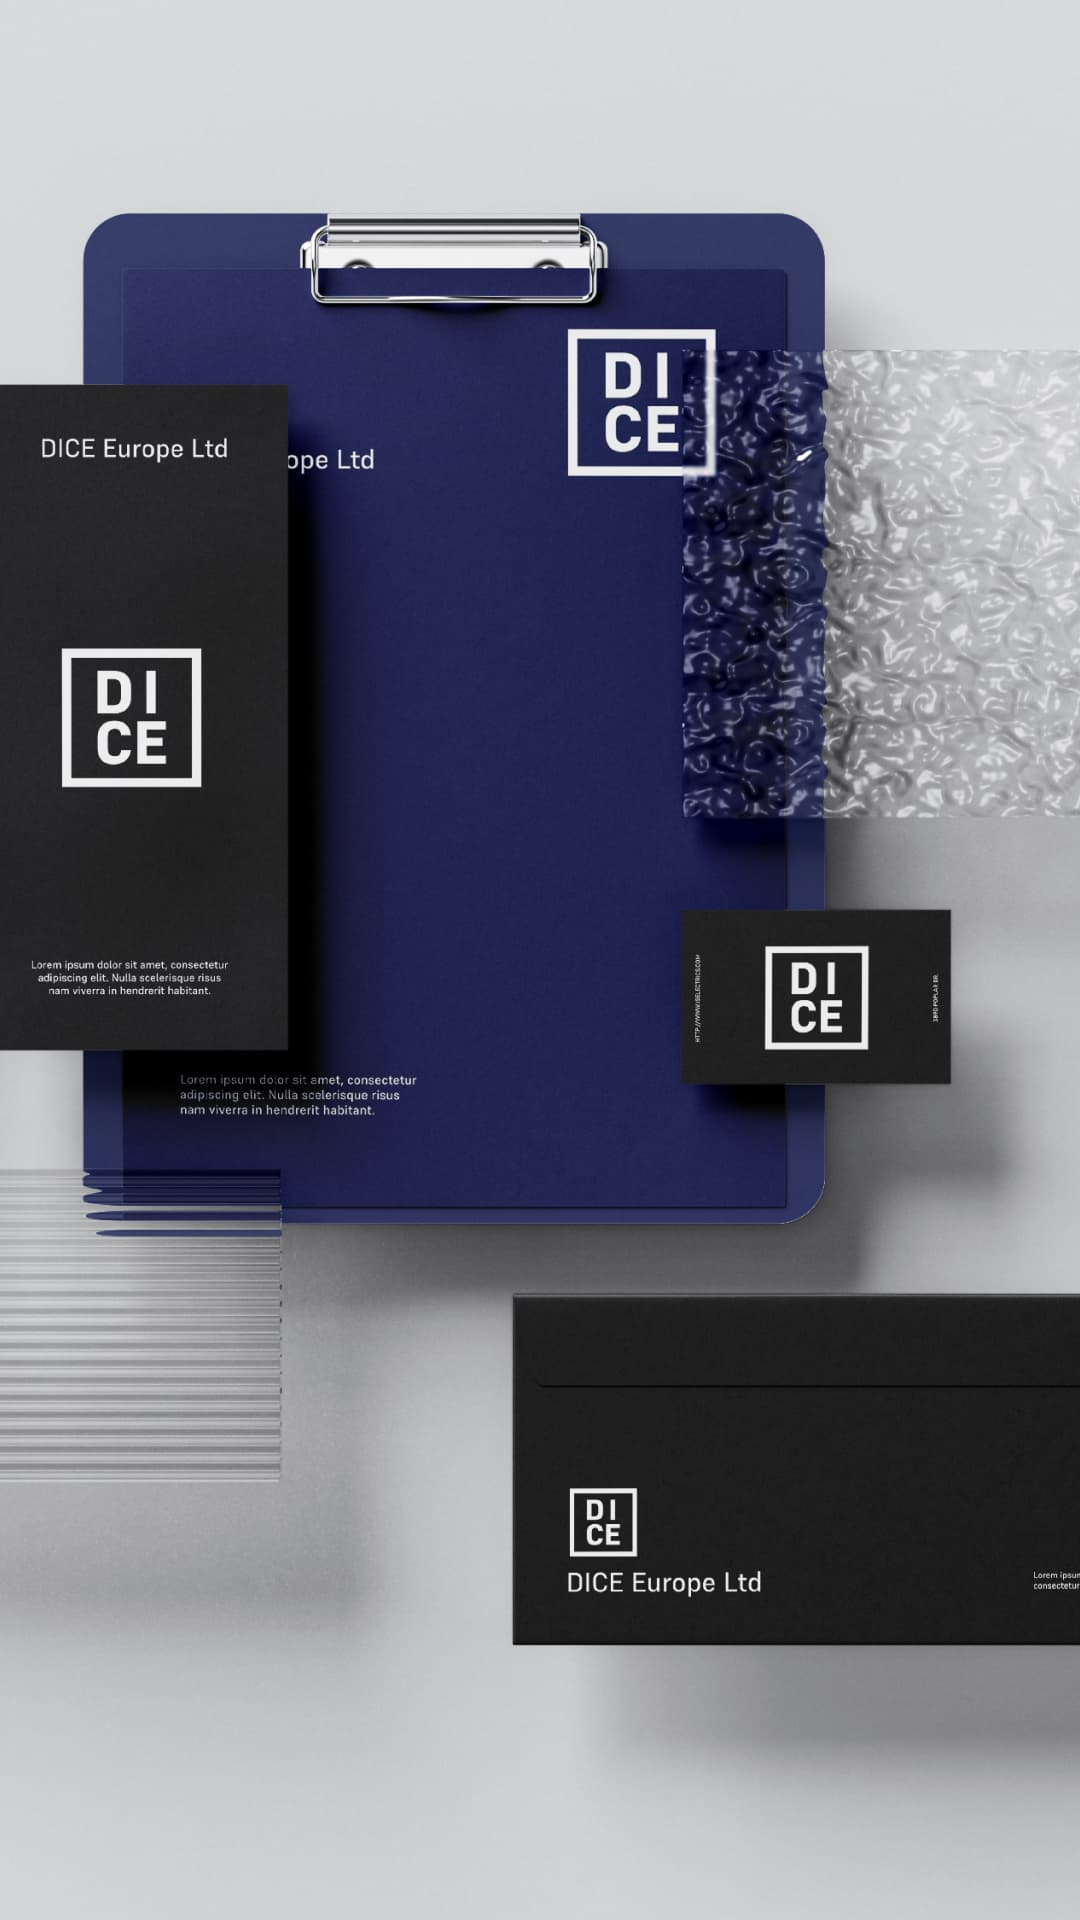 DI
CE
DICE Europe Ltd
ope Ltd
DI
CE
Lorem ipsum dolor sit amet, consectetur
adipiscing elit. Nulla scelerisque risus
nam viverra in hendrerit habitant.
DI
CE
Lorem ipsum dolor sit amet, consectetur
adipiscing elit. Nulla scelerisque risus
nam viverra in hendrerit habitant.
DI
CE
DICE Europe Ltd
Lorem ipsum
consectetur